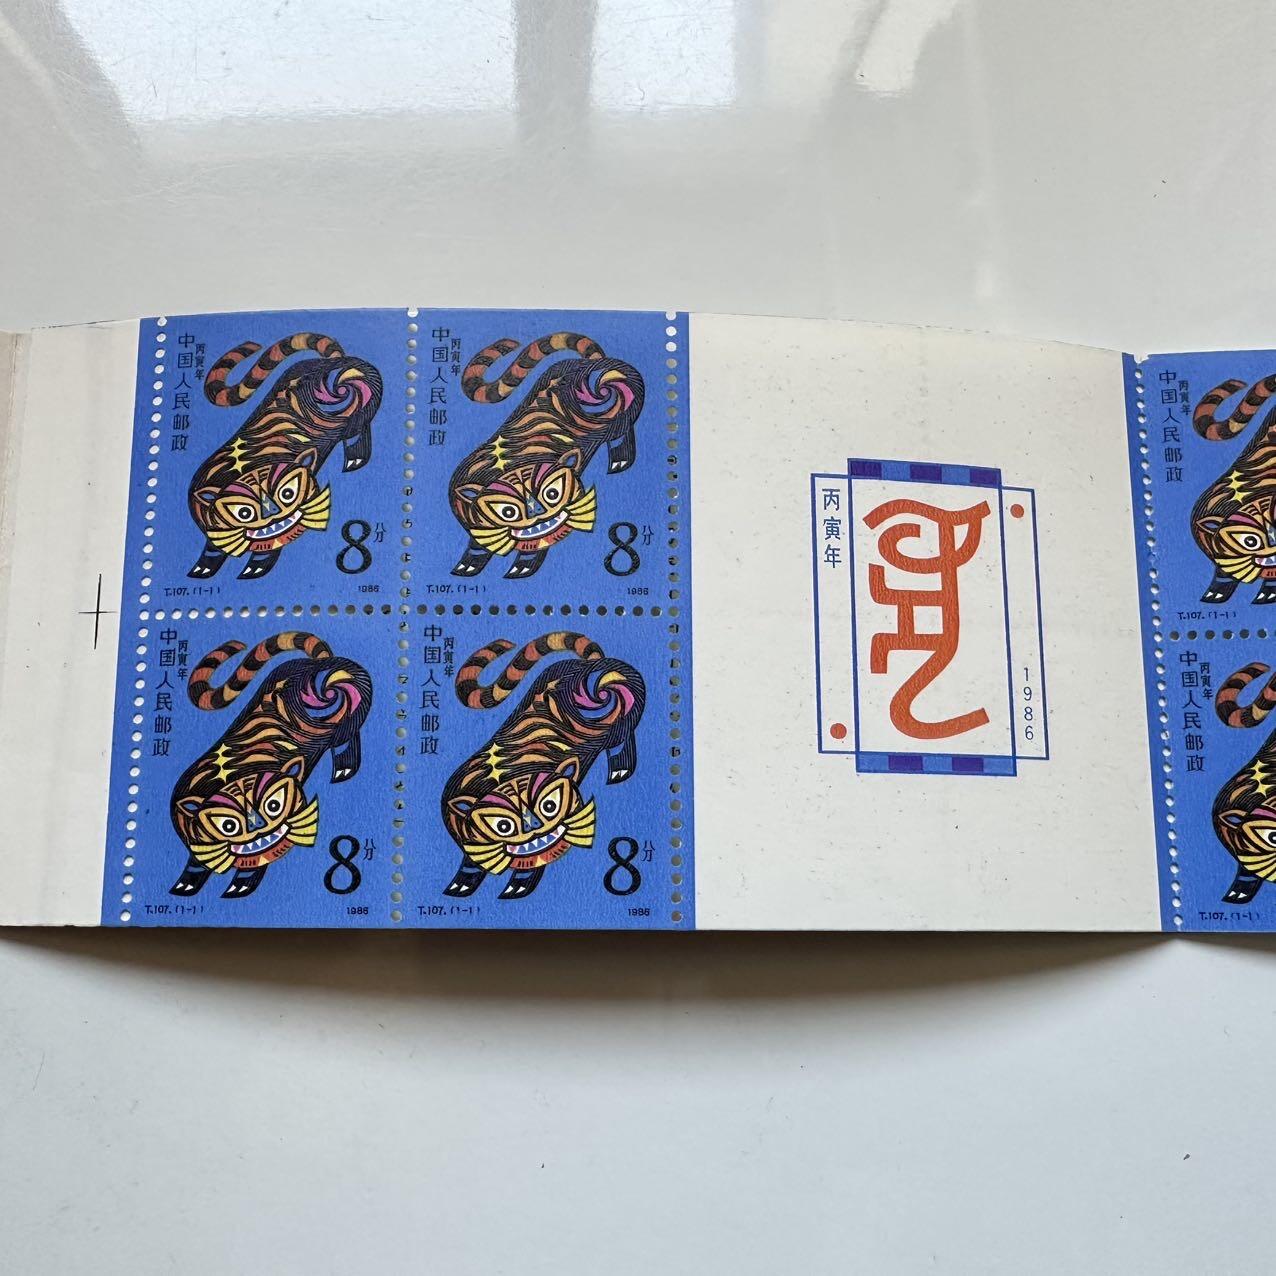 中国人民邮政
丙寅年
8分
T.107.(1-1)
1986
中国人民邮政
丙寅年
8分
T.107.(1-1)
1986
丙寅年
1986
中国人民邮政
丙寅年
T.107.(1-1)
中国人民邮政
丙寅年
8分
T.107.(1-1)
1986
中国人民邮政
丙寅年
8分
T.107.(1-1)
1986
中国人民邮政
丙寅年
T.107.(1-1)